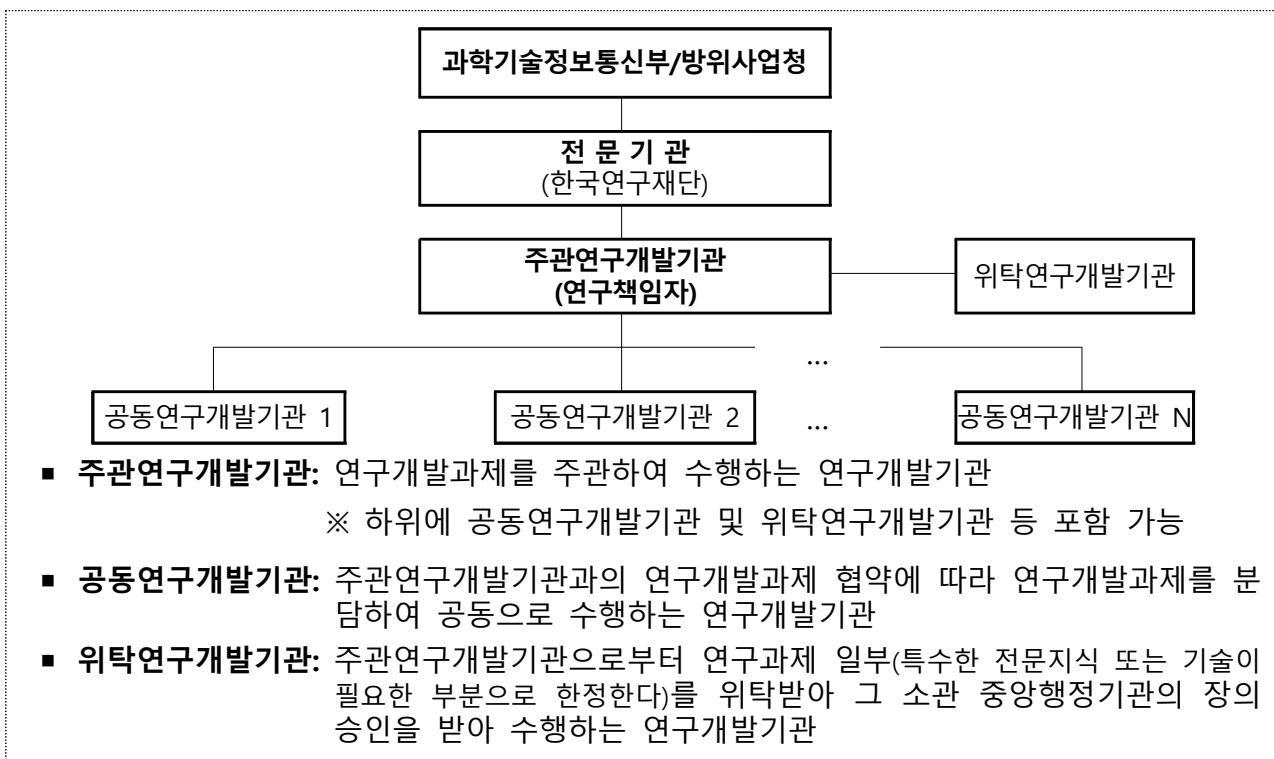 과학기술정보통신부/방위사업청
전 문 기 관
(한국연구재단)
주관연구개발기관
(연구책임자)
위탁연구개발기관
...
공동연구개발기관 1
공동연구개발기관 2
...
공동연구개발기관 N
▪ 주관연구개발기관: 연구개발과제를 주관하여 수행하는 연구개발기관
※ 하위에 공동연구개발기관 및 위탁연구개발기관 등 포함 가능
▪ 공동연구개발기관: 주관연구개발기관과의 연구개발과제 협약에 따라 연구개발과제를 분
담하여 공동으로 수행하는 연구개발기관
▪ 위탁연구개발기관: 주관연구개발기관으로부터 연구과제 일부(특수한 전문지식 또는 기술이
필요한 부분으로 한정한다)를 위탁받아 그 소관 중앙행정기관의 장의
승인을 받아 수행하는 연구개발기관